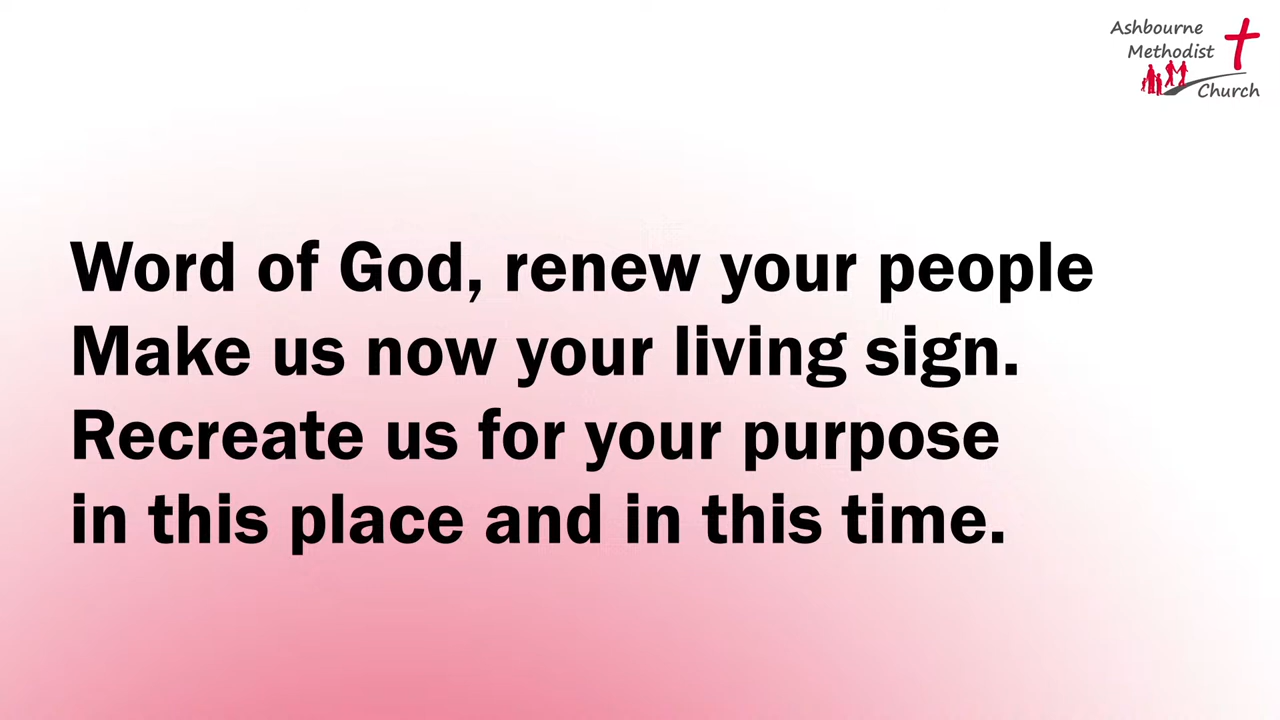 Ashbourne
Methodist
Church
Word of God, renew your people
Make us now your living sign.
Recreate us for your purpose
in this place and in this time.